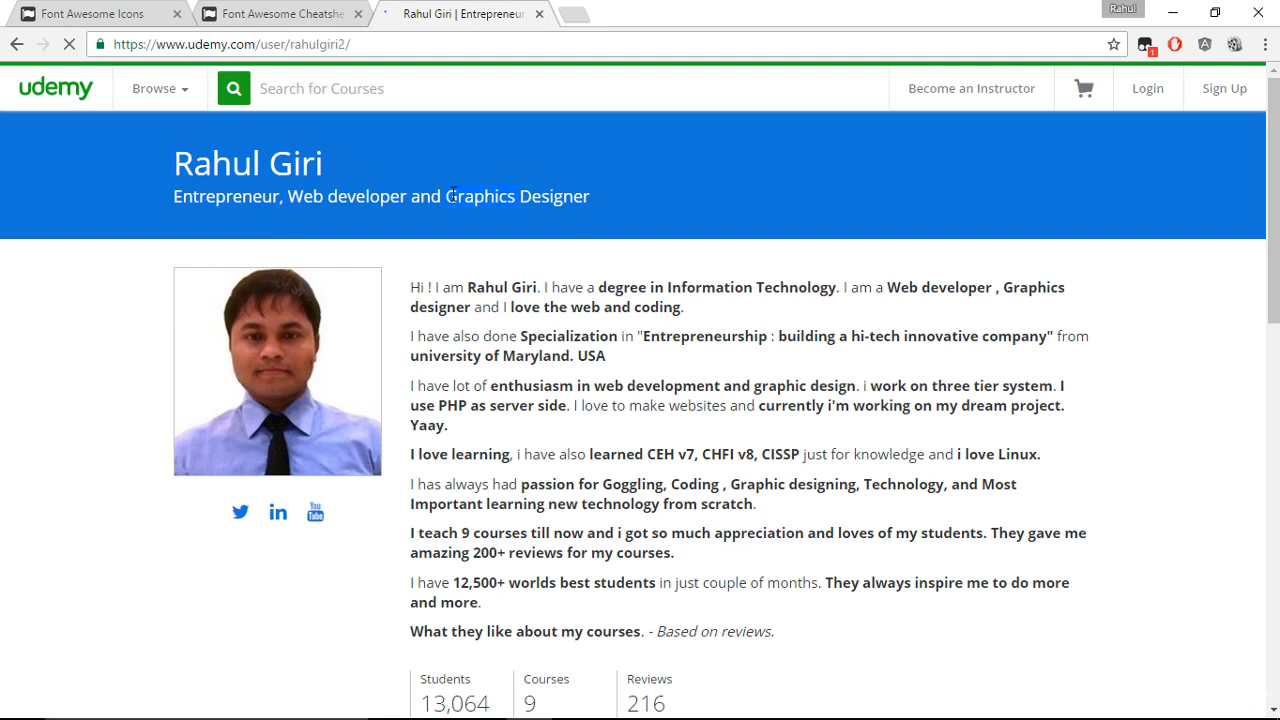 Font Awesome Icons
Font Awesome Cheatshe
Rahul Giri | Entrepreneur
Rahul
https://www.udemy.com/user/rahulgiri2/
1
udemy
Browse
Search for Courses
Become an Instructor
Login
Sign Up
Rahul Giri
Entrepreneur, Web developer and Graphics Designer
Hi ! I am Rahul Giri. I have a degree in Information Technology. I am a Web developer , Graphics
designer and I love the web and coding.
I have also done Specialization in "Entrepreneurship : building a hi-tech innovative company" from
university of Maryland. USA
I have lot of enthusiasm in web development and graphic design. i work on three tier system. I
use PHP as server side. I love to make websites and currently i'm working on my dream project.
Yaay.
I love learning, i have also learned CEH v7, CHFI v8, CISSP just for knowledge and i love Linux.
I has always had passion for Goggling, Coding , Graphic designing, Technology, and Most
Important learning new technology from scratch.
I teach 9 courses till now and i got so much appreciation and loves of my students. They gave me
amazing 200+ reviews for my courses.
I have 12,500+ worlds best students in just couple of months. They always inspire me to do more
and more.
What they like about my courses. - Based on reviews.
Students
Courses
Reviews
13,064
9
216
You
Tube